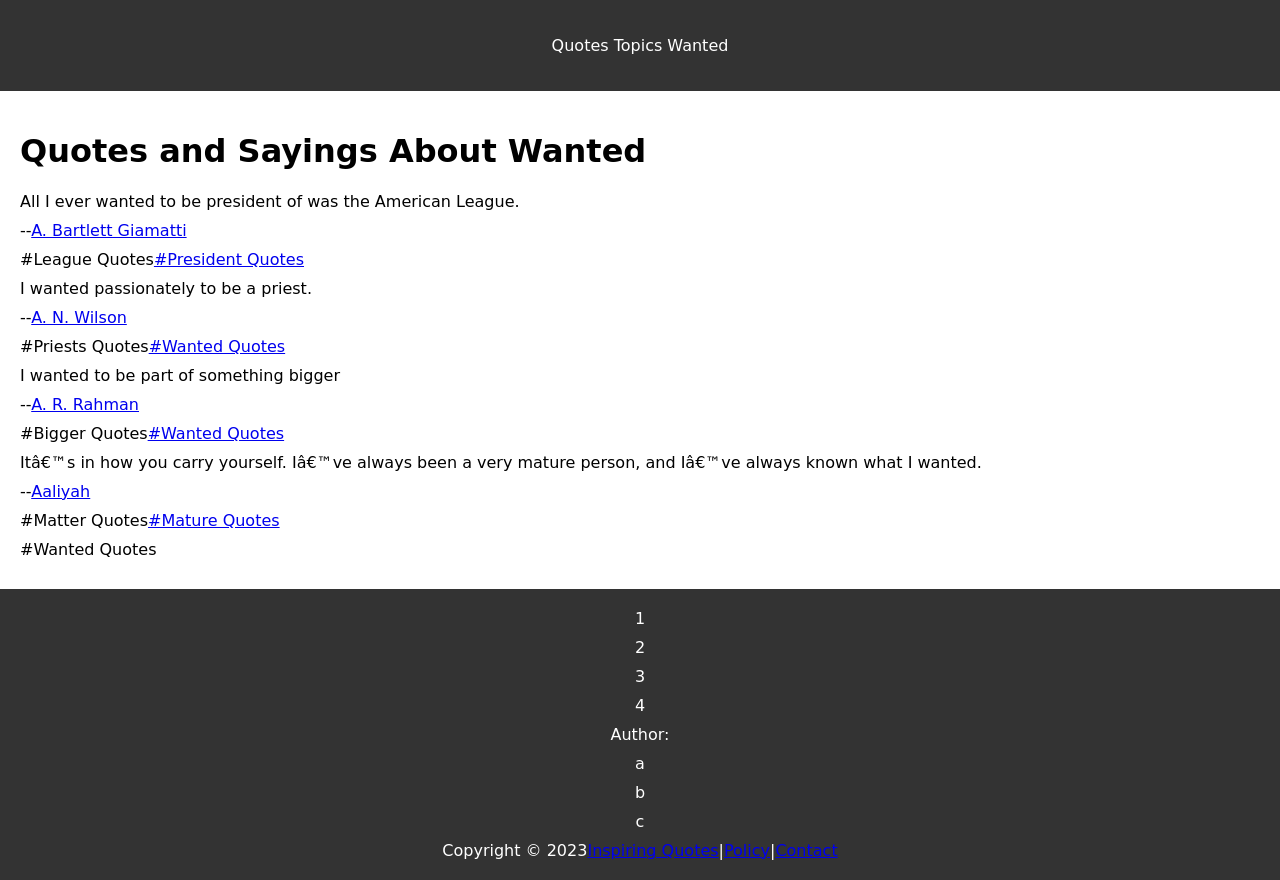 Quotes Topics Wanted
Quotes and Sayings About Wanted
All I ever wanted to be president of was the American League.
--A. Bartlett Giamatti
#League Quotes#President Quotes
I wanted passionately to be a priest.
--A. N. Wilson
#Priests Quotes#Wanted Quotes
I wanted to be part of something bigger
--A. R. Rahman
#Bigger Quotes#Wanted Quotes
Itâ€™s in how you carry yourself. Iâ€™ve always been a very mature person, and Iâ€™ve always known what I wanted.
--Aaliyah
#Matter Quotes#Mature Quotes
#Wanted Quotes
1
2
3
4
Author:
a
b
c
Copyright © 2023Inspiring Quotes|Policy|Contact